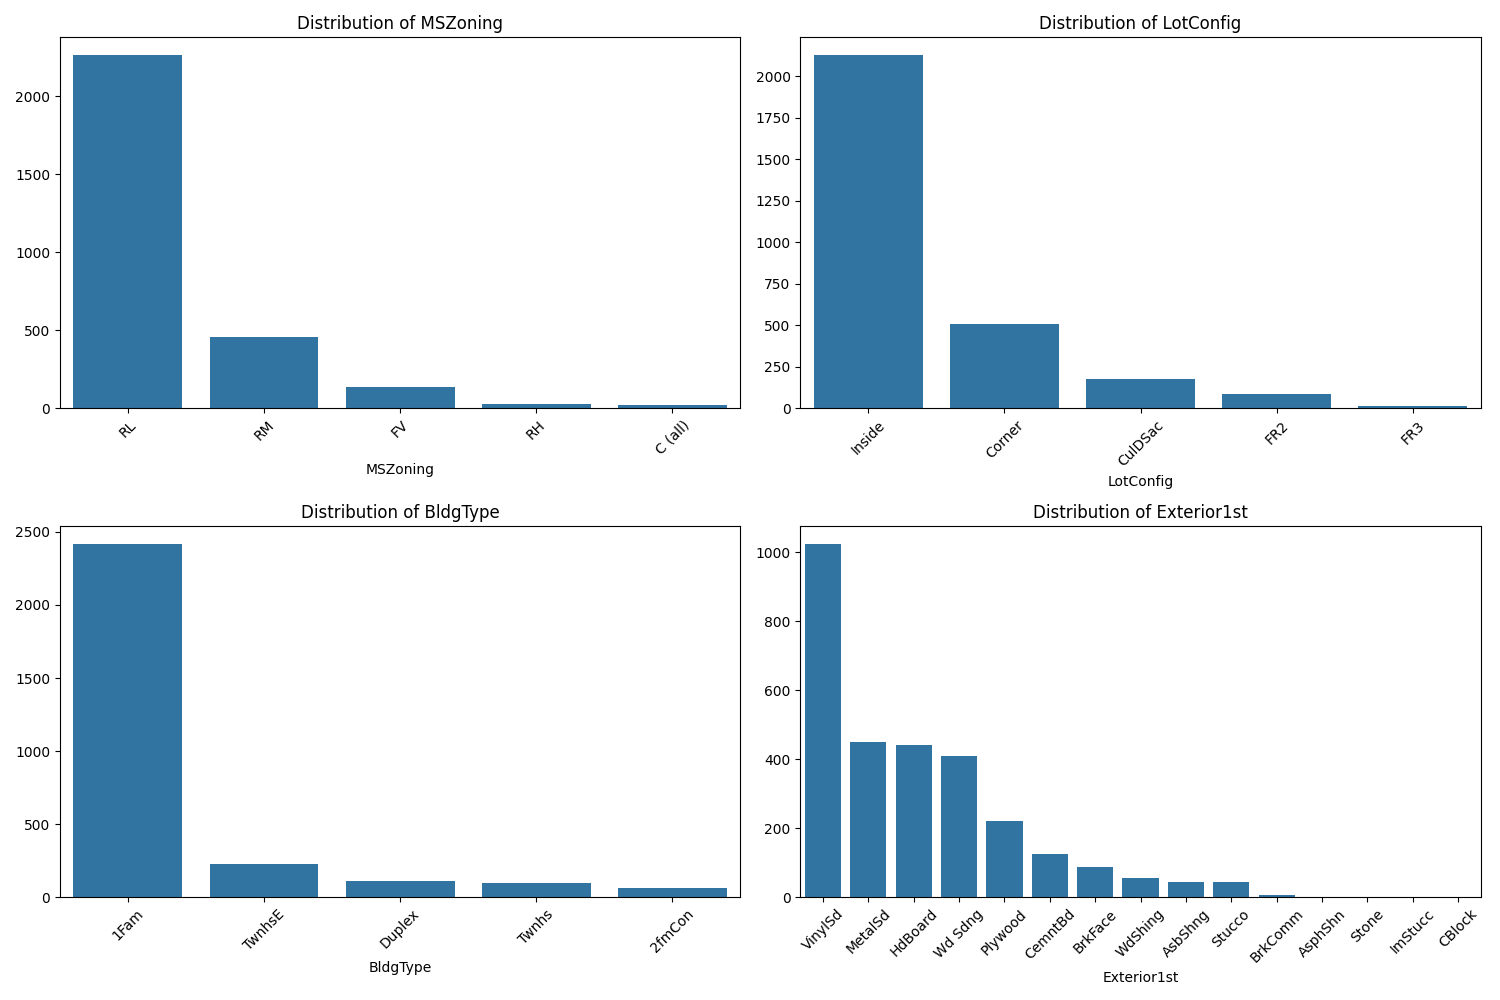 Distribution of MSZoning
2000
1500
1000
500
0
RL
RM
FV
RH
C (all)
MSZoning
Distribution of LotConfig
2000
1750
1500
1250
1000
750
500
250
0
Inside
Corner
CulDSac
FR2
FR3
LotConfig
Distribution of BldgType
2500
2000
1500
1000
500
0
1Fam
TwnhsE
Duplex
Twnhs
2fmCon
BldgType
Distribution of Exterior1st
1000
800
600
400
200
0
VinylSd
MetalSd
HdBoard
Wd Sdng
Plywood
CemntBd
BrkFace
WdShing
AsbShng
Stucco
BrkComm
AsphShn
Stone
ImStucc
CBlock
Exterior1st